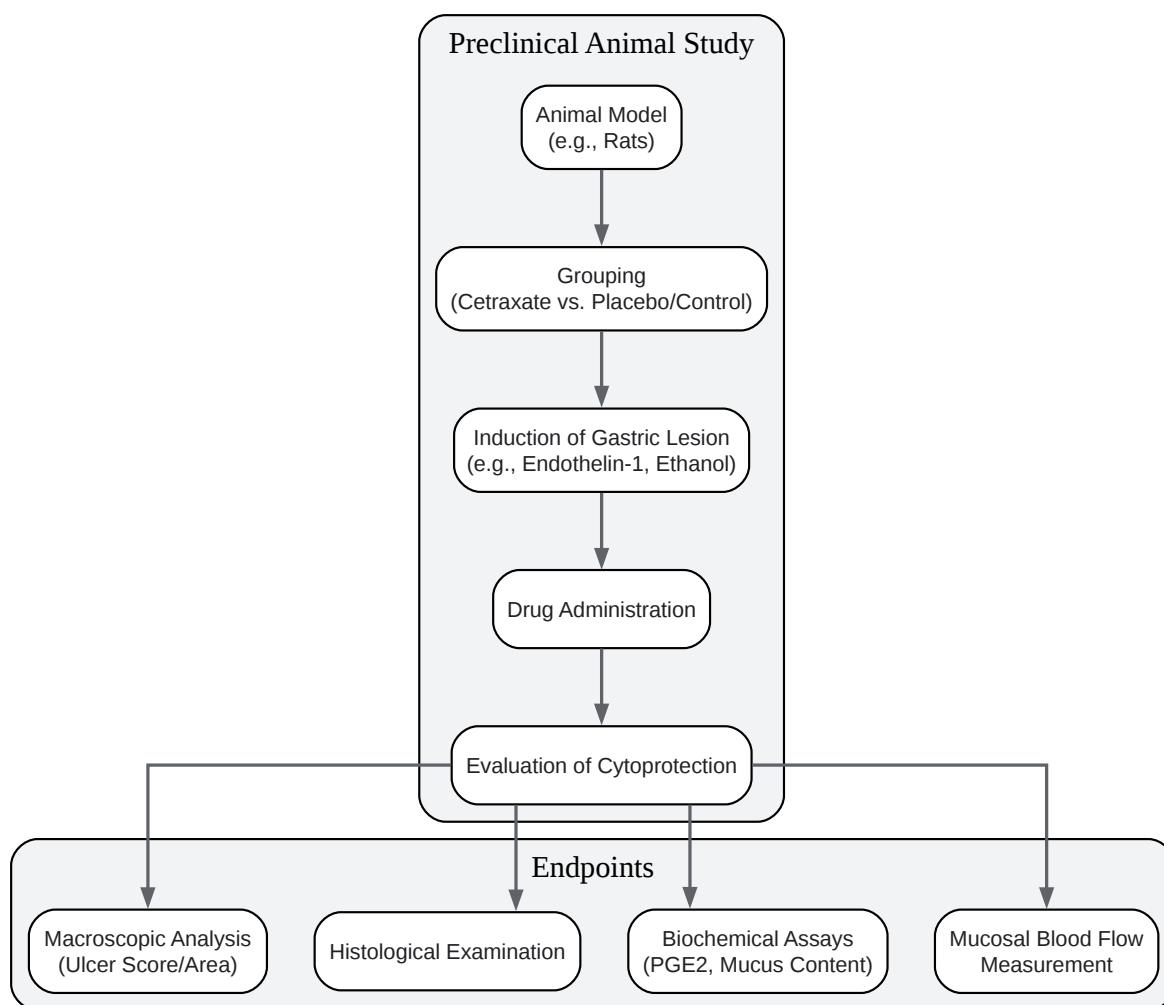 Preclinical Animal Study
Animal Model
(e.g., Rats)
Grouping
(Cetraxate vs. Placebo/Control)
Induction of Gastric Lesion
(e.g., Endothelin-1, Ethanol)
Drug Administration
Evaluation of Cytoprotection
Endpoints
Macroscopic Analysis
(Ulcer Score/Area)
Histological Examination
Biochemical Assays
(PGE2, Mucus Content)
Mucosal Blood Flow
Measurement